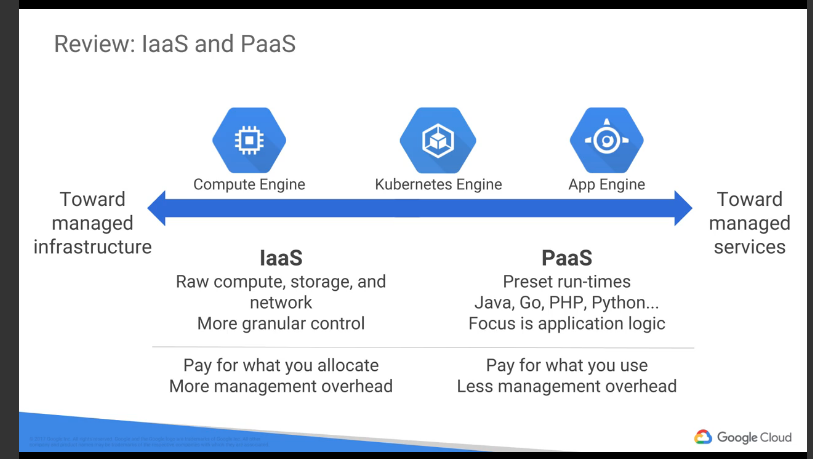 Review: IaaS and PaaS
Compute Engine
Kubernetes Engine
App Engine
Toward
managed
infrastructure
Toward
managed
services
IaaS
Raw compute, storage, and
network
More granular control
PaaS
Preset run-times
Java, Go, PHP, Python...
Focus is application logic
Pay for what you allocate
More management overhead
Pay for what you use
Less management overhead
Google Cloud